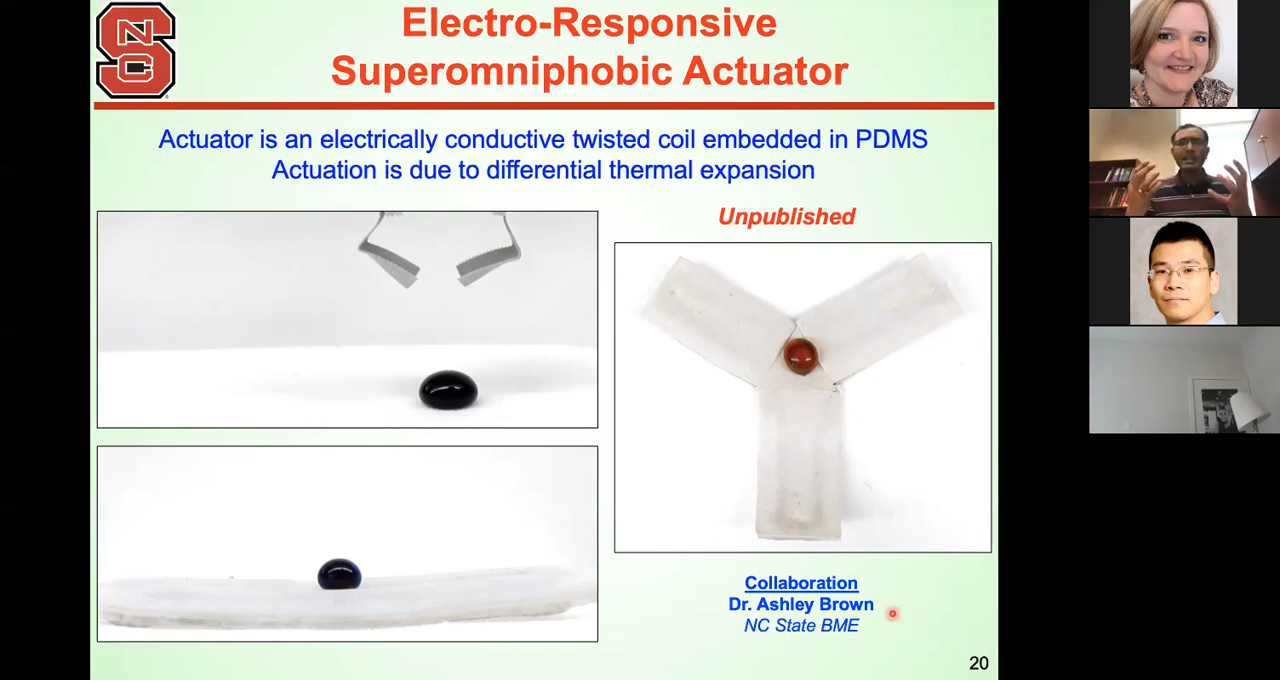 NC
Electro-Responsive
Superomniphobic Actuator
Actuator is an electrically conductive twisted coil embedded in PDMS
Actuation is due to differential thermal expansion
Unpublished
Collaboration
Dr. Ashley Brown
NC State BME
20